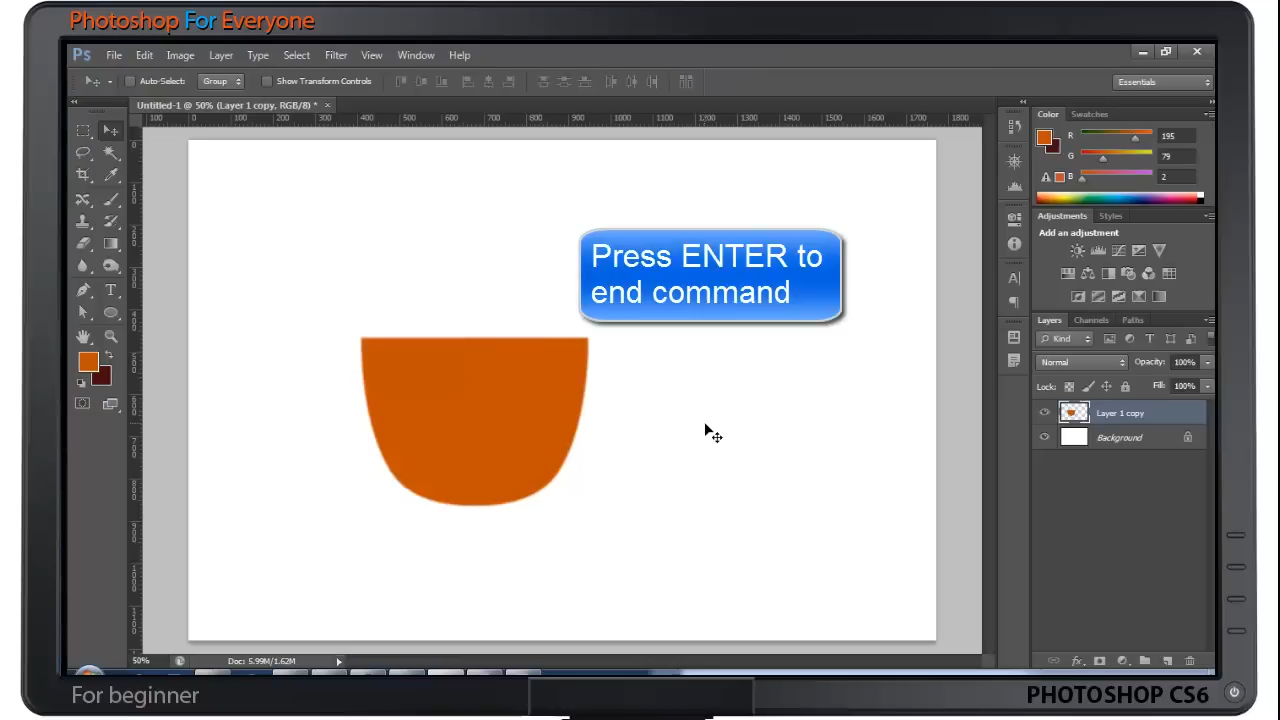 Photoshop For Everyone
Ps File Edit Image Layer Type Select Filter View Window Help
Auto-Select: Group Show Transform Controls Essentials
Untitled-1 @ 50% (Layer 1 copy, RGB/8) * ×
100 0 100 200 300 400 500 600 700 800 900 1000 1100 1200 1300 1400 1500 1600 1700 1800
Color Swatches
R 195
G 79
B 2
Adjustments Styles
Add an adjustment
Press ENTER to
end command
Layers Channels Paths
Kind
Normal Opacity: 100%
Lock: Fill: 100%
Layer 1 copy
Background
50% Doc: 5.99M/1.62M
For beginner
PHOTOSHOP CS6